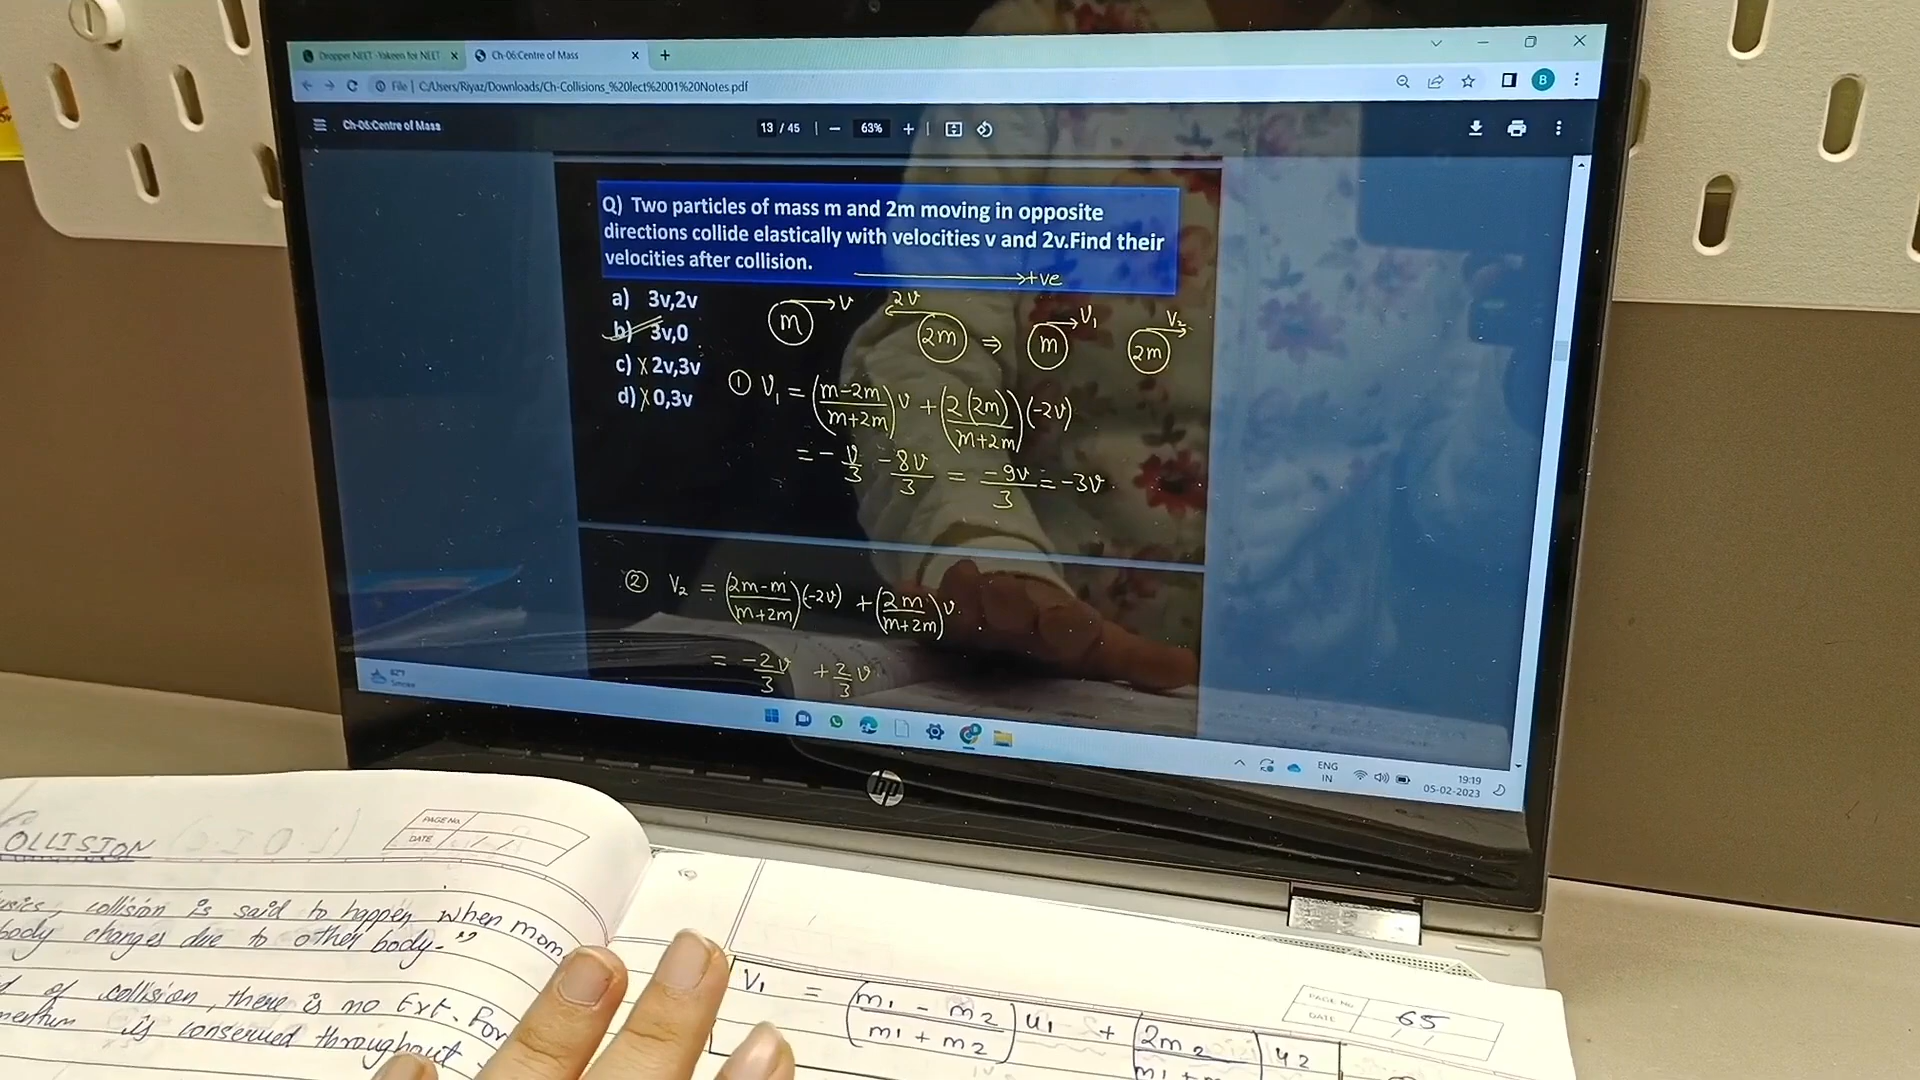 Dropper NEET -Yakeen for NEET
Ch-06:Centre of Mass
File | C:/Users/Riyaz/Downloads/Ch-Collisions_%20lect%2001%20Notes.pdf
B
Ch-06:Centre of Mass
13 / 45 | − 63% +
Q) Two particles of mass m and 2m moving in opposite
directions collide elastically with velocities v and 2v.Find their
velocities after collision.
→+ve
a) 3v,2v
b) 3v,0
c) X 2v,3v
d) X 0,3v
m → v 2v ← 2m ⇒ m → V₁ 2m → V₂
① V₁ = (m-2m/m+2m) v + (2(2m)/m+2m) (-2v)
= - v/3 - 8v/3 = -9v/3 = -3v
② V₂ = (2m-m/m+2m) (-2v) + (2m/m+2m) v.
= -2v/3 + 2/3 v
ENG
IN
19:19
05-02-2023
hp
COLLISION
PAGE No.
DATE
collision is said to happen when mom
body changes due to other body-"
of collision, there is no Ext. For
is conserved throughout
PAGE No.
DATE
65
V₁ = (m₁ - m₂/m₁ + m₂) u₁ + (2m₂/m₁ + m u₂